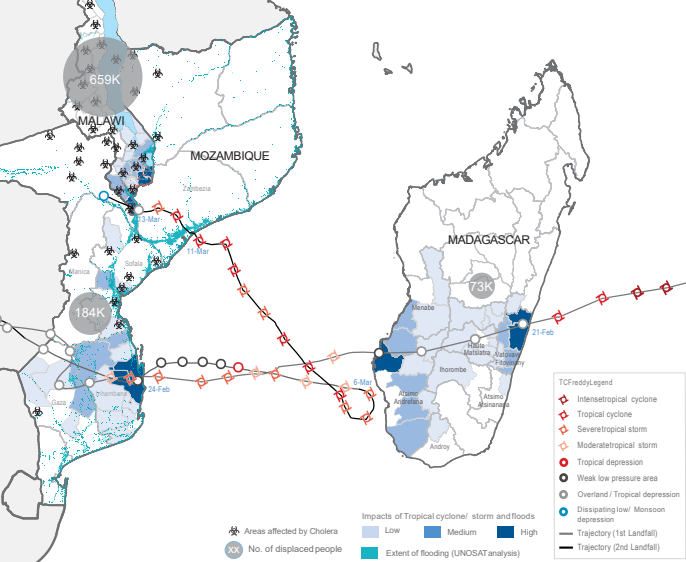 659K
MALAWI
MOZAMBIQUE
Zambezia
13-Mar
11-Mar
MADAGASCAR
Manica
Sofala
73K
184K
Menabe
21-Feb
Haute
Matsiatra
Vatovavy
Fitovinany
Ihorombe
6-Mar
24-Feb
Inhambane
Gaza
Atsimo
Andrefana
Atsimo
Atsinanana
Androy
TCFreddyLegend
Intensetropical cyclone
Tropical cyclone
Severetropical storm
Moderatetropical storm
Tropical depression
Weak low pressure area
Overland / Tropical depression
Dissipating low/ Monsoon
depression
Trajectory (1st Landfall)
Trajectory (2nd Landfall)
Impacts of Tropical cyclone/ storm and floods
Low Medium High
Areas affected by Cholera
xx No. of displaced people
Extent of flooding (UNOSAT analysis)